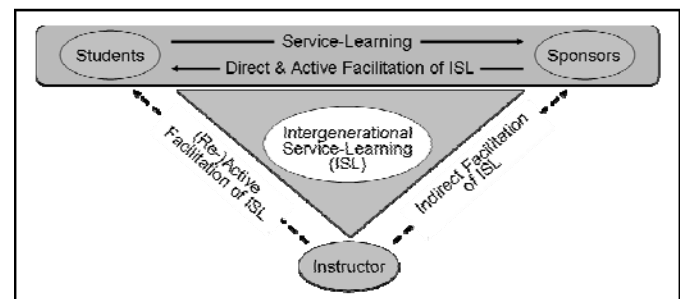 Service-Learning
Students
Sponsors
Direct & Active Facilitation of ISL
Intergenerational
Service-Learning
(ISL)
(Re-)Active
Facilitation of ISL
Indirect Facilitation
of ISL
Instructor